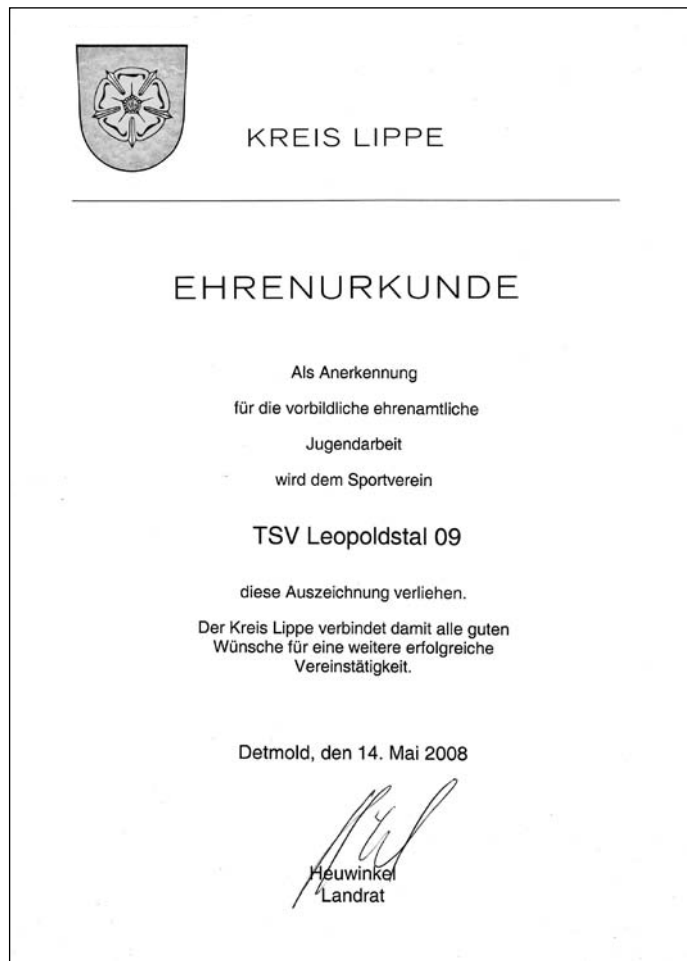 KREIS LIPPE
EHRENURKUNDE
Als Anerkennung
für die vorbildliche ehrenamtliche
Jugendarbeit
wird dem Sportverein
TSV Leopoldstal 09
diese Auszeichnung verliehen.
Der Kreis Lippe verbindet damit alle guten
Wünsche für eine weitere erfolgreiche
Vereinstätigkeit.
Detmold, den 14. Mai 2008
Heuwinkel
Landrat